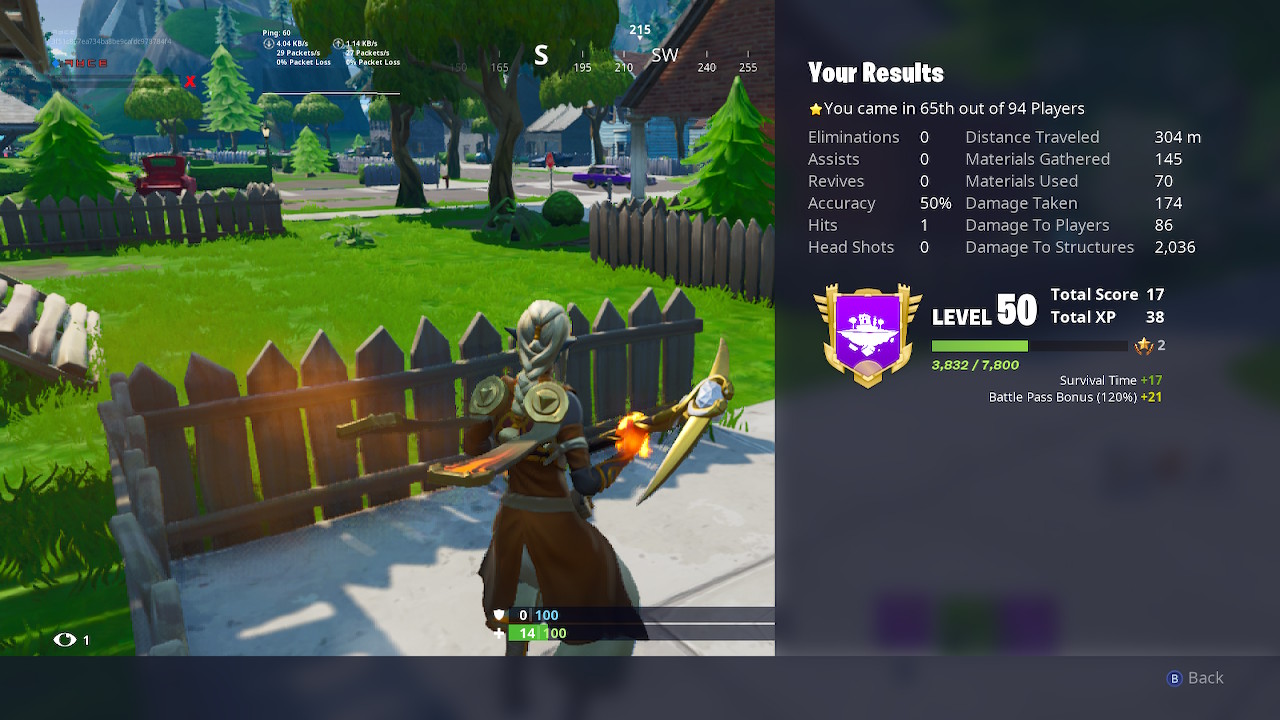 Ping: 60
4.04 KB/s 1.14 KB/s
29 Packets/s 37 Packets/s
0% Packet Loss 0% Packet Loss
215
150 165 S 195 210 SW 240 255
X
0 100
14 100
1
Your Results
You came in 65th out of 94 Players
Eliminations 0 Distance Traveled 304 m
Assists 0 Materials Gathered 145
Revives 0 Materials Used 70
Accuracy 50% Damage Taken 174
Hits 1 Damage To Players 86
Head Shots 0 Damage To Structures 2,036
LEVEL 50
Total Score 17
Total XP 38
2
3,832 / 7,800
Survival Time +17
Battle Pass Bonus (120%) +21
B Back